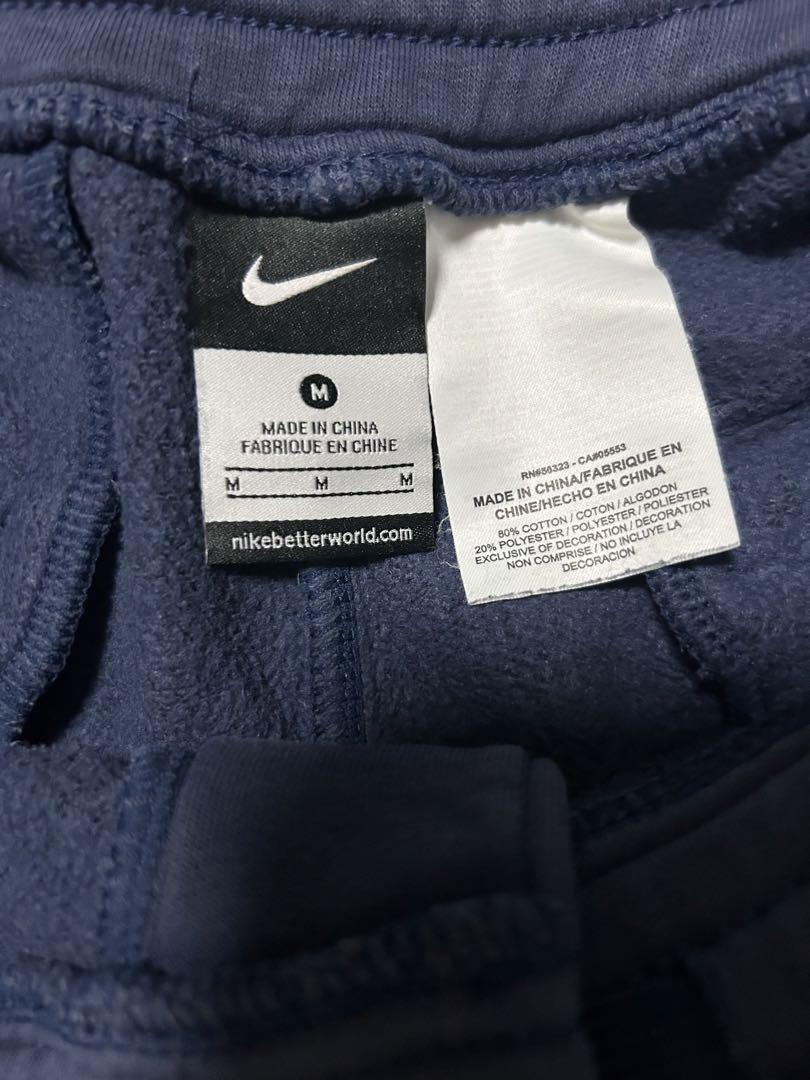 M
MADE IN CHINA
FABRIQUE EN CHINE
M M M
nikebetterworld.com
RN#56323 - CA#05553
MADE IN CHINA/FABRIQUE EN
CHINE/HECHO EN CHINA
80% COTTON / COTON / ALGODON
20% POLYESTER / POLYESTER / POLIESTER
EXCLUSIVE OF DECORATION / DECORATION
NON COMPRISE / NO INCLUYE LA
DECORACION